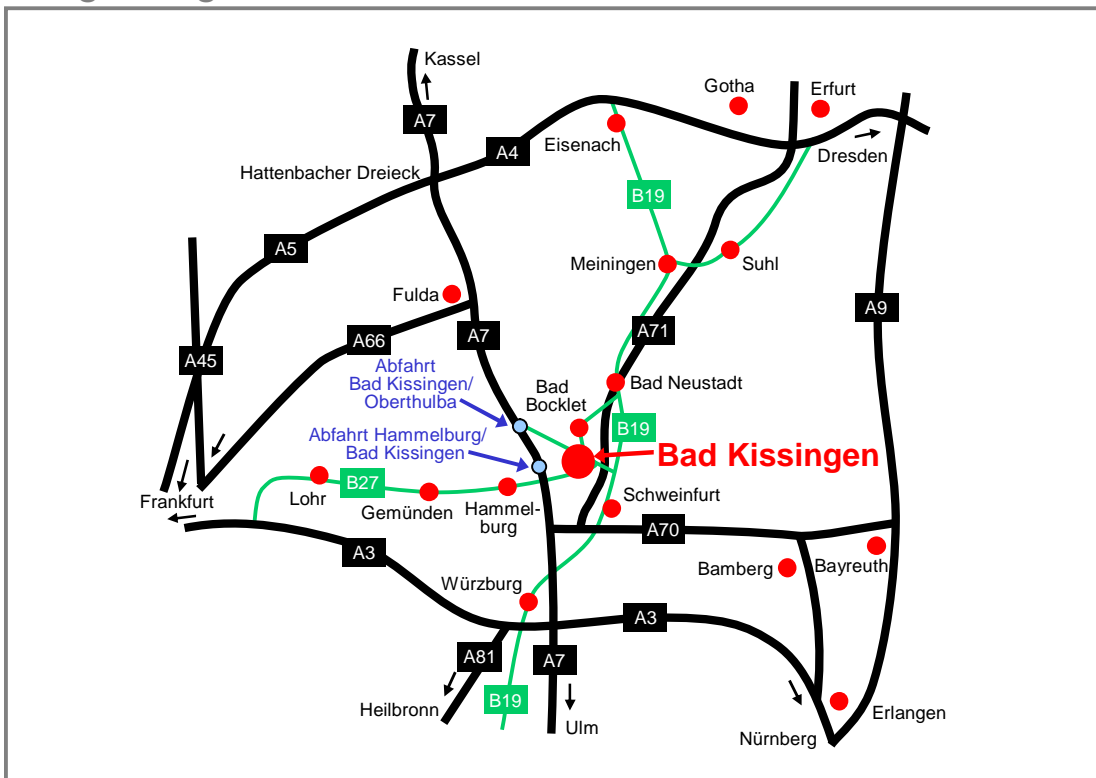 Kassel
Gotha
Erfurt
A7
Eisenach
A4
Dresden
Hattenbacher Dreieck
B19
A5
Meiningen
Suhl
Fulda
A9
A7
A71
A66
A45
Abfahrt
Bad Kissingen/
Oberthulba
Bad
Bocklet
Bad Neustadt
B19
Abfahrt Hammelburg/
Bad Kissingen
Bad Kissingen
B27
Lohr
Gemünden
Hammel-
burg
Schweinfurt
Frankfurt
A70
A3
Bamberg
Bayreuth
Würzburg
A3
A81
A7
B19
Heilbronn
Ulm
Erlangen
Nürnberg